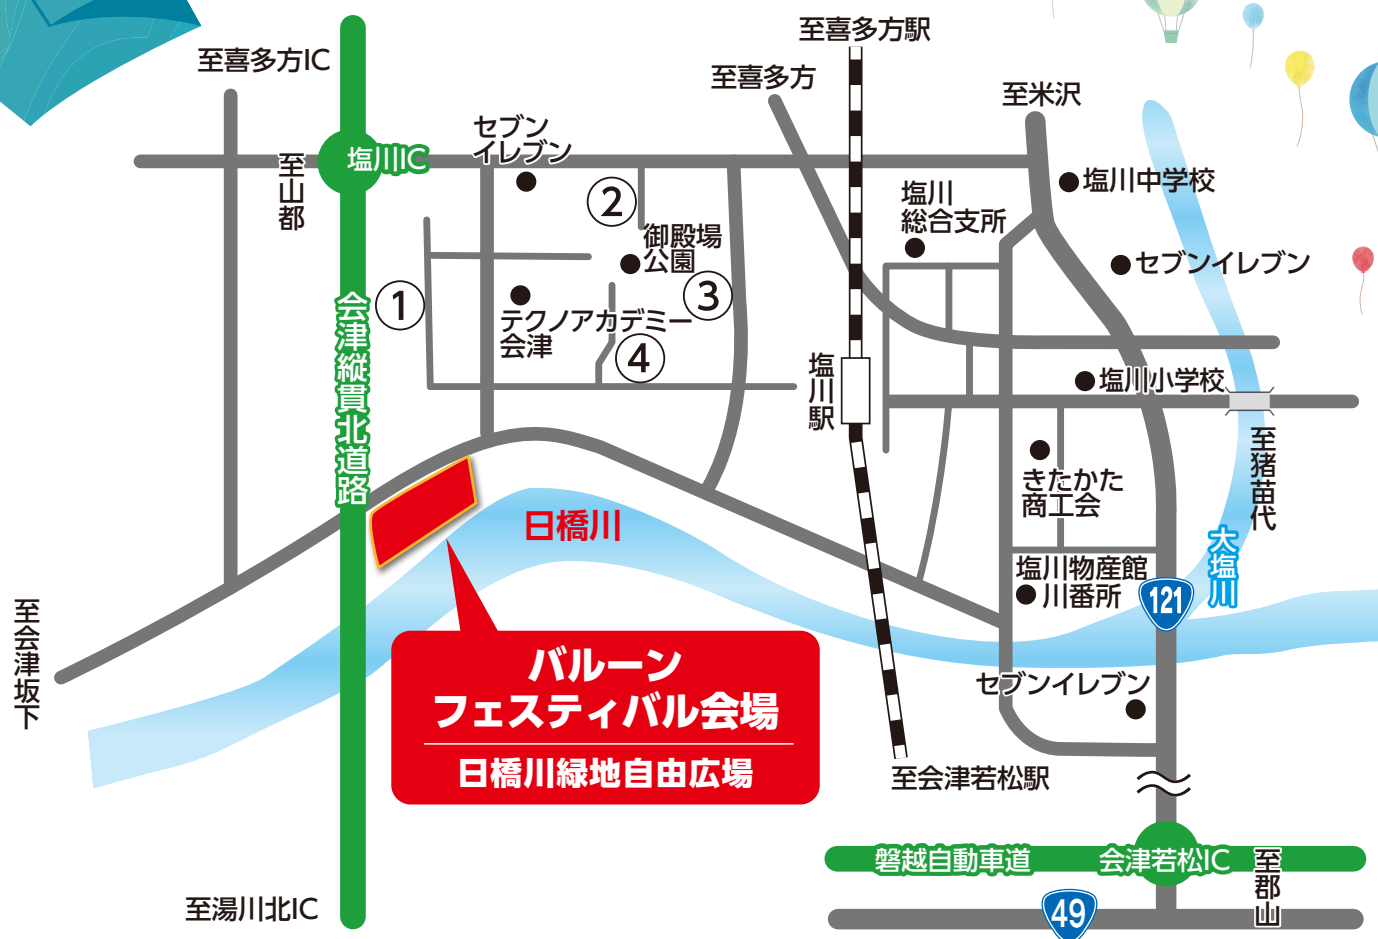 至喜多方駅
至喜多方IC
至喜多方
至米沢
セブン
イレブン
塩川IC
至山都
塩川中学校
②
塩川
総合支所
御殿場
公園
セブンイレブン
①
③
会津縦貫北道路
テクノアカデミー
会津
④
塩川駅
塩川小学校
至猪苗代
きたかた
商工会
日橋川
大塩川
塩川物産館
川番所
121
至会津坂下
バルーン
フェスティバル会場
日橋川緑地自由広場
セブンイレブン
至会津若松駅
磐越自動車道
会津若松IC
至郡山
至湯川北IC
49